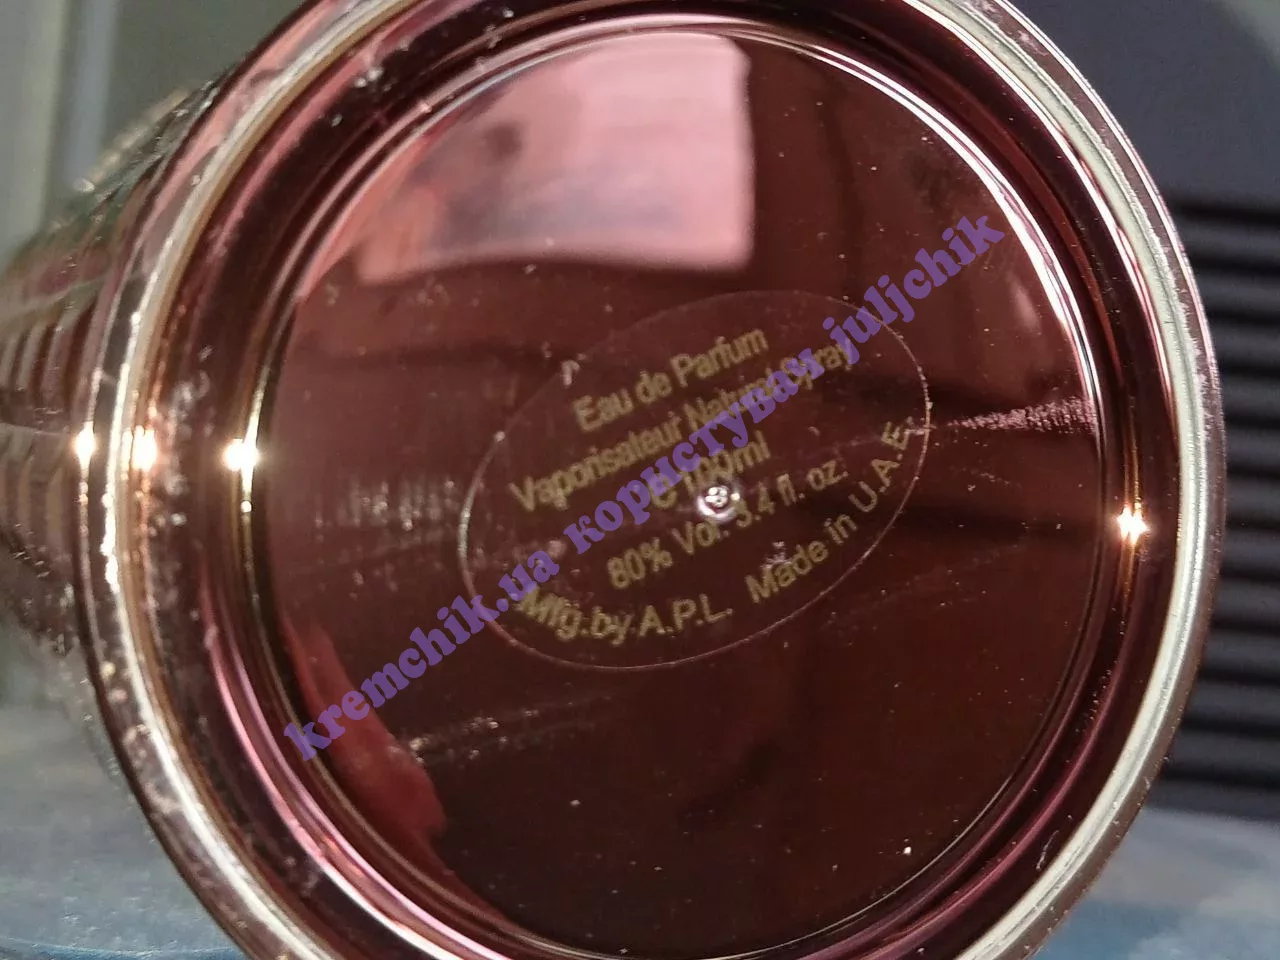 Eau de Parfum
Vaporisateur Natural Spray
e 100ml
80% Vol. 3.4 fl. oz.
Mfg.by A.P.L. Made in U.A.E
kremchik.ua користувач juljchik